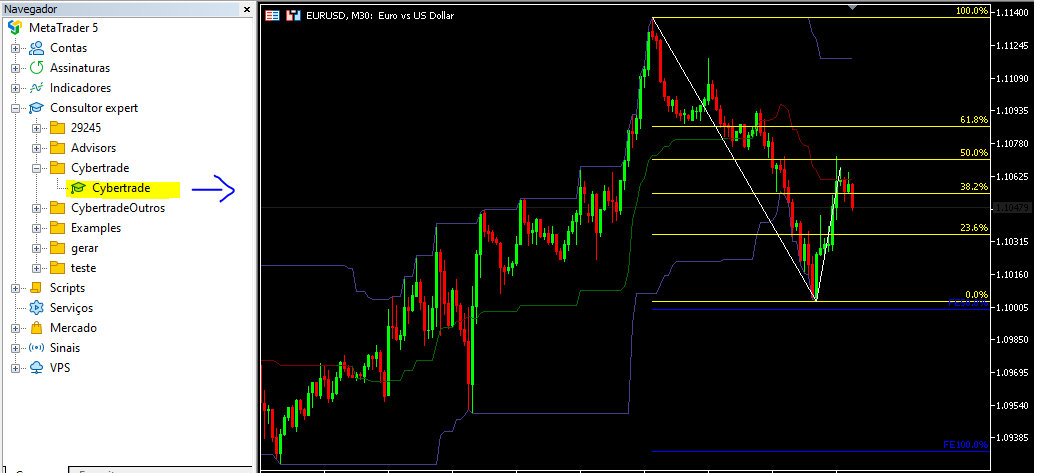 Navegador
MetaTrader 5
Contas
Assinaturas
Indicadores
Consultor expert
29245
Advisors
Cybertrade
Cybertrade
CybertradeOutros
Examples
gerar
teste
Scripts
Serviços
Mercado
Sinais
VPS
EURUSD, M30: Euro vs US Dollar
100.0%
61.8%
50.0%
38.2%
23.6%
0.0%
FE100.0%
1.11400
1.11245
1.11090
1.10935
1.10780
1.10625
1.10479
1.10315
1.10160
1.10005
1.09850
1.09695
1.09540
1.09385